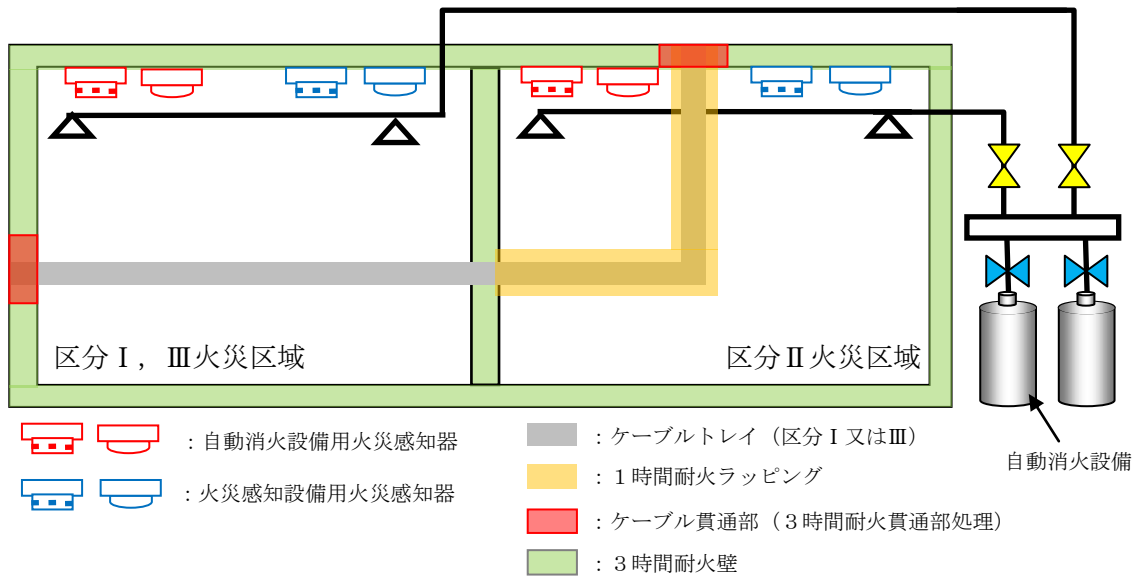 区分Ⅰ，Ⅲ火災区域
区分Ⅱ火災区域
：自動消火設備用火災感知器
：火災感知設備用火災感知器
：ケーブルトレイ（区分Ⅰ又はⅢ）
：１時間耐火ラッピング
：ケーブル貫通部（３時間耐火貫通部処理）
：３時間耐火壁
自動消火設備